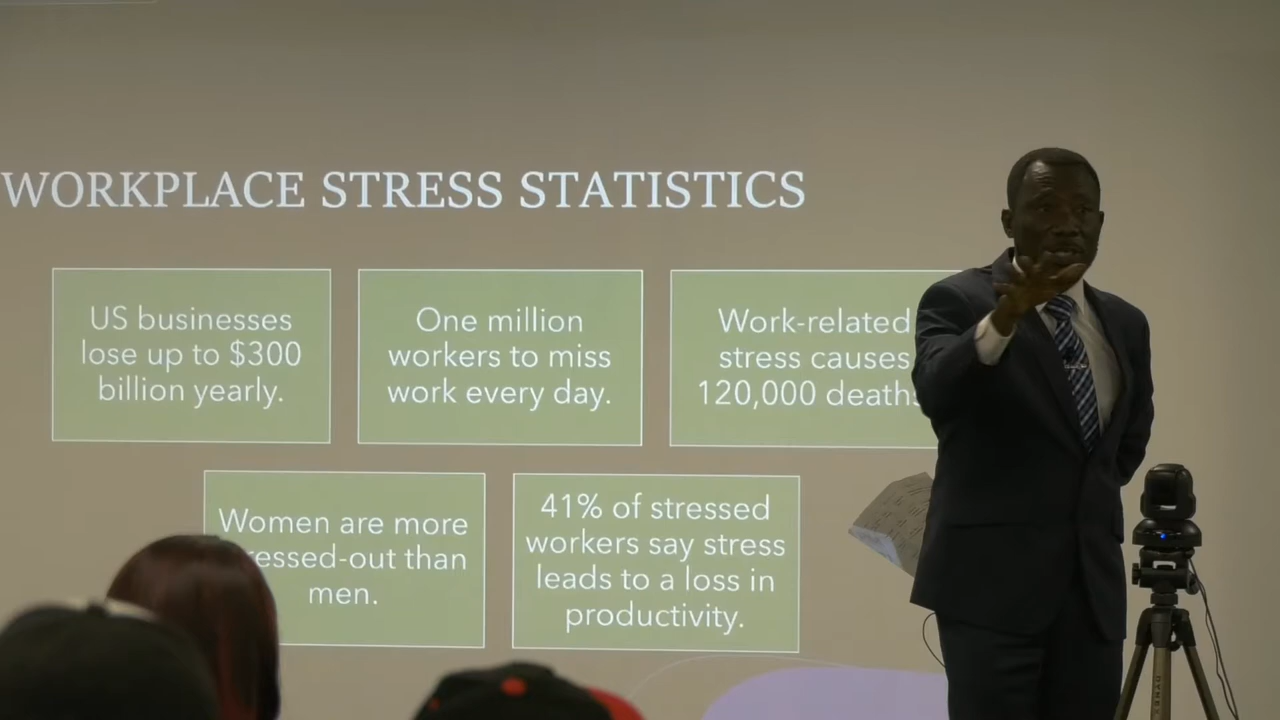 WORKPLACE STRESS STATISTICS
US businesses
lose up to $300
billion yearly.
One million
workers to miss
work every day.
Work-related
stress causes
120,000 deaths
Women are more
ressed-out than
men.
41% of stressed
workers say stress
leads to a loss in
productivity.